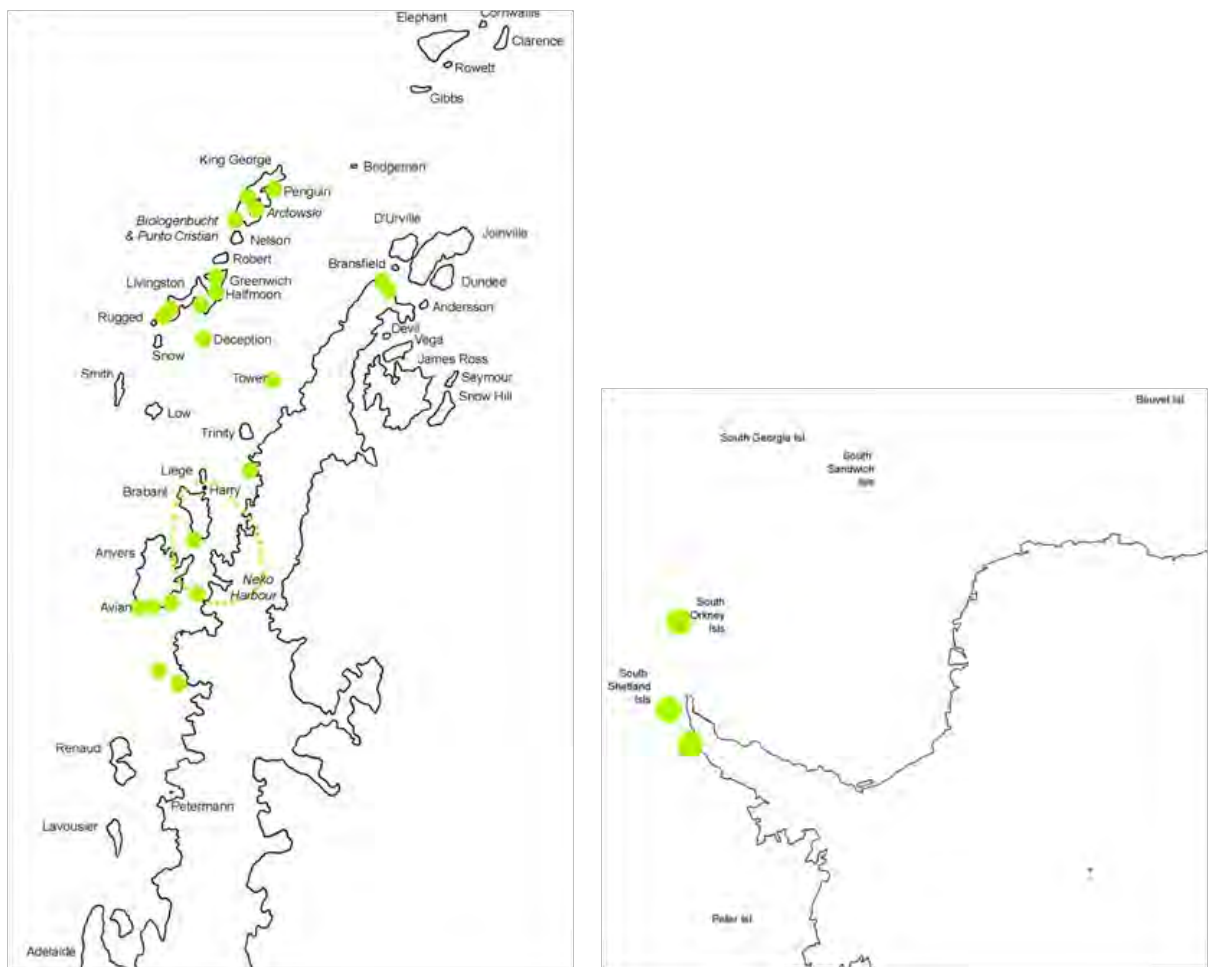 Elephant
Cornwallis
Clarence
Rowett
Gibbs
King George
Bridgeman
Penguin
Arctowski
Biologenbucht
& Punto Cristian
Nelson
D'Urville
Joinville
Robert
Bransfield
Livingston
Greenwich
Halfmoon
Dundee
Rugged
Andersson
Snow
Deception
Devil
Vega
James Ross
Smith
Tower
Seymour
Snow Hill
Low
Trinity
Liege
Brabant
Harry
Anvers
Neko
Harbour
Avian
Renaud
Petermann
Lavousier
Adelaide
Bouvet Isl.
South Georgia Isl.
South
Sandwich
Isls
South
Orkney
Isls
South
Shetland
Isls
Peter Isl.